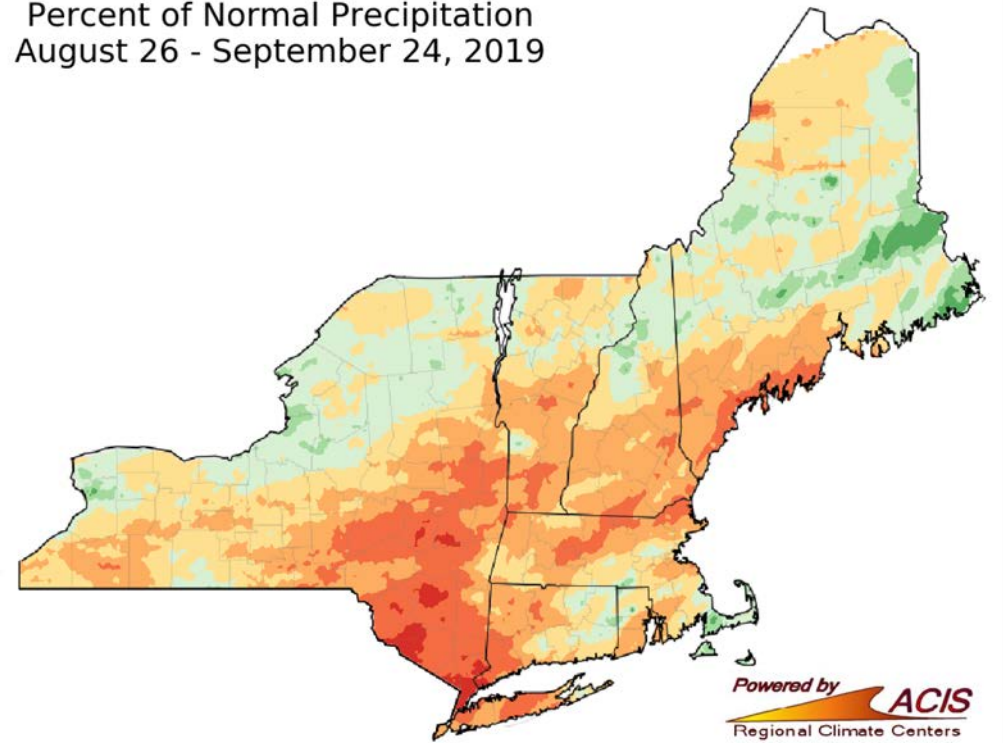 Percent of Normal Precipitation
August 26 - September 24, 2019
Powered by
ACIS
Regional Climate Centers